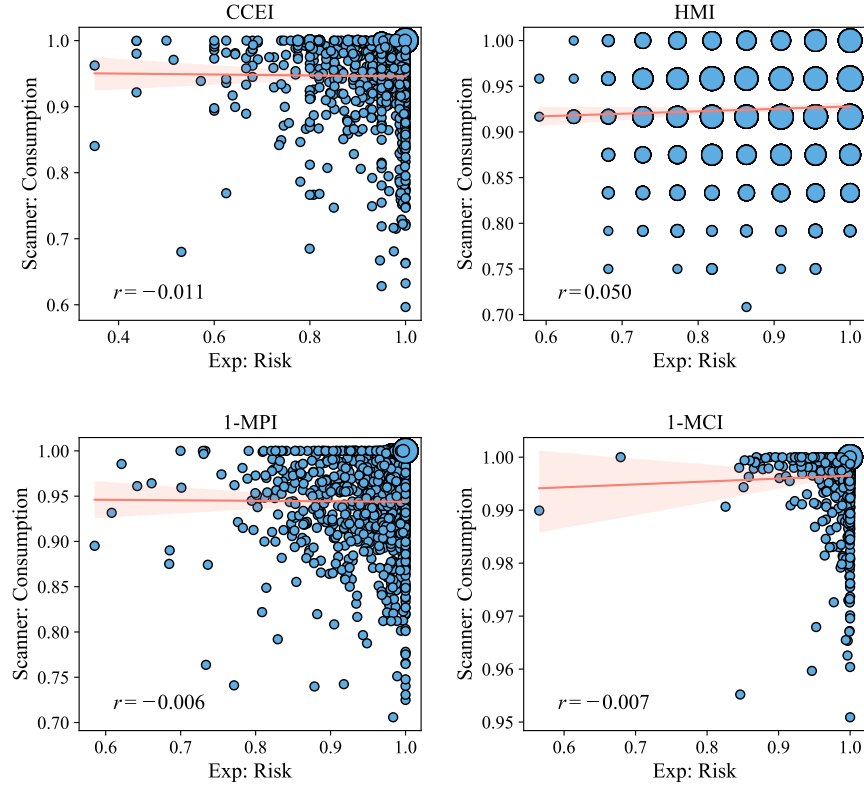 CCEI
Scanner: Consumption
1.0
0.9
0.8
0.7
0.6
r = −0.011
0.4
0.6
0.8
1.0
Exp: Risk
HMI
Scanner: Consumption
1.00
0.95
0.90
0.85
0.80
0.75
0.70
r = 0.050
0.6
0.7
0.8
0.9
1.0
Exp: Risk
1-MPI
Scanner: Consumption
1.00
0.95
0.90
0.85
0.80
0.75
0.70
r = −0.006
0.6
0.7
0.8
0.9
1.0
Exp: Risk
1-MCI
Scanner: Consumption
1.00
0.99
0.98
0.97
0.96
0.95
r = −0.007
0.6
0.7
0.8
0.9
1.0
Exp: Risk